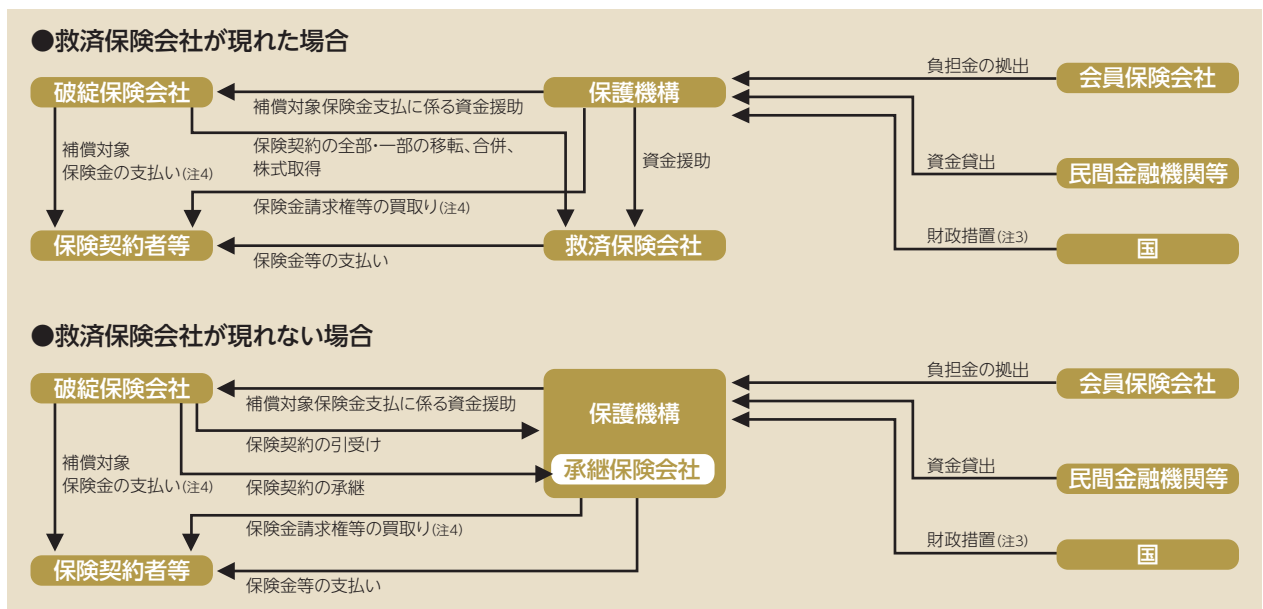 ●救済保険会社が現れた場合
破綻保険会社
保護機構
負担金の拠出
会員保険会社
補償対象保険金支払に係る資金援助
補償対象
保険金の支払い(注4)
保険契約の全部・一部の移転、合併、
株式取得
資金援助
資金貸出
民間金融機関等
保険金請求権等の買取り(注4)
財政措置(注3)
国
保険契約者等
救済保険会社
保険金等の支払い
●救済保険会社が現れない場合
破綻保険会社
保護機構
負担金の拠出
会員保険会社
補償対象保険金支払に係る資金援助
保険契約の引受け
補償対象
保険金の支払い(注4)
保険契約の承継
承継保険会社
資金貸出
民間金融機関等
保険金請求権等の買取り(注4)
財政措置(注3)
国
保険契約者等
保険金等の支払い